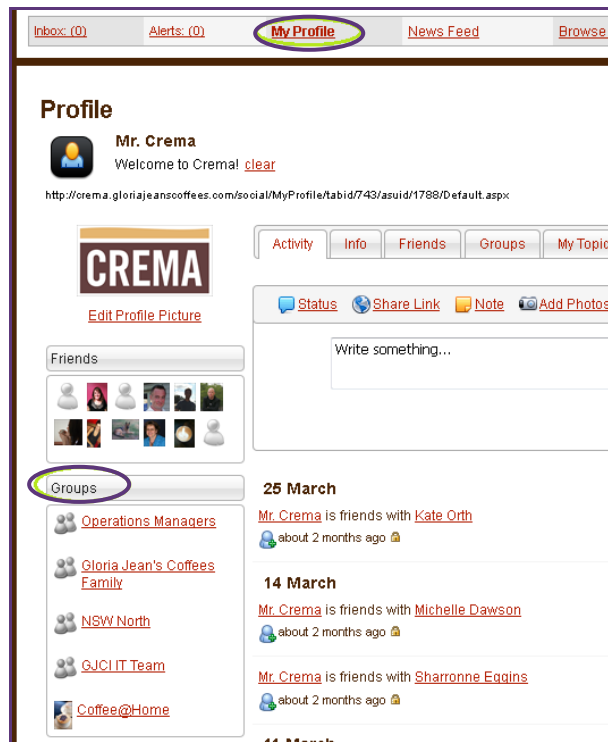 Inbox: (0) Alerts: (0) My Profile News Feed Browse
Profile
Mr. Crema
Welcome to Crema! clear
http://crema.gloriajeanscoffees.com/social/MyProfile/tabid/743/asuid/1788/Default.aspx
CREMA
Edit Profile Picture
Activity Info Friends Groups My Topic
Status Share Link Note Add Photos
Write something...
Friends
Groups
Operations Managers
Gloria Jean's Coffees
Family
NSW North
GJCI IT Team
Coffee@Home
25 March
Mr. Crema is friends with Kate Orth
about 2 months ago
14 March
Mr. Crema is friends with Michelle Dawson
about 2 months ago
Mr. Crema is friends with Sharronne Eggins
about 2 months ago
11 March